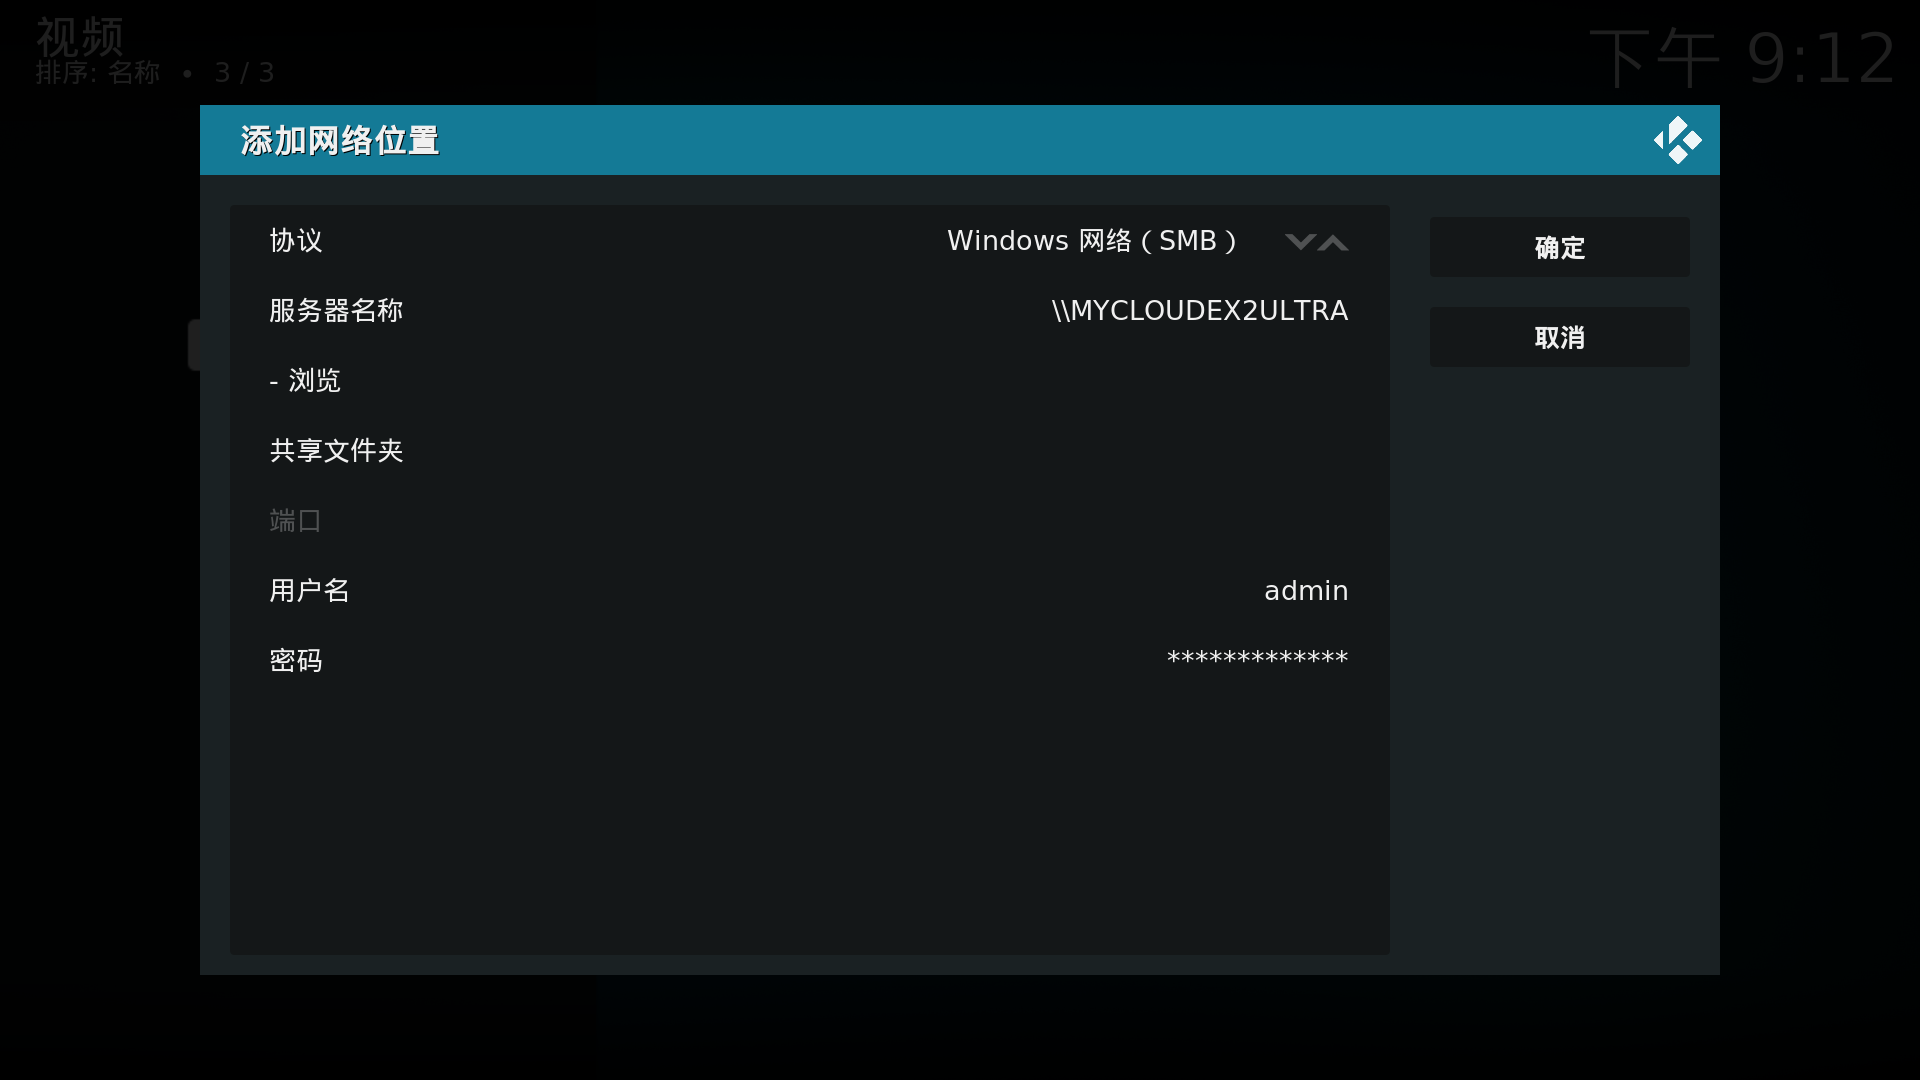 视频
排序: 名称 • 3 / 3
下午 9:12
添加网络位置
协议 Windows 网络（SMB）
服务器名称 \\MYCLOUDEX2ULTRA
- 浏览
共享文件夹
端口
用户名 admin
密码 *************
确定
取消